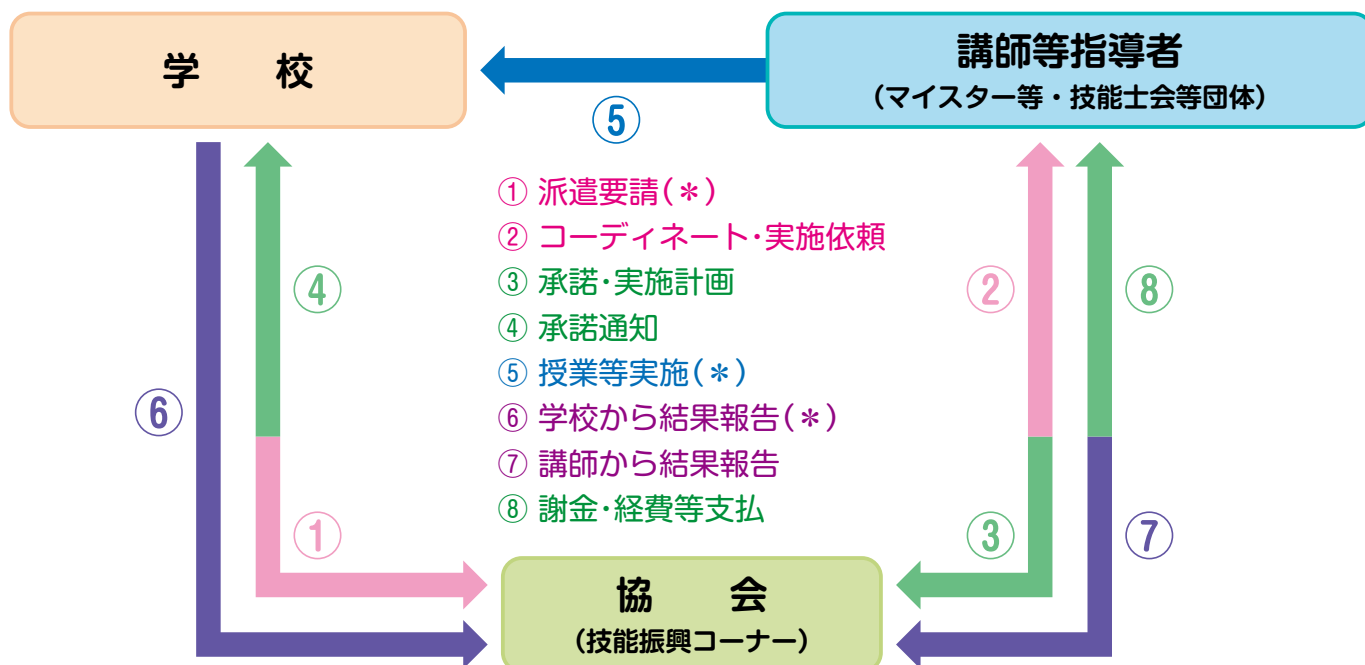 学　　校
講師等指導者
（マイスター等・技能士会等団体）
⑤
① 派遣要請（＊）
② コーディネート・実施依頼
③ 承諾・実施計画
④ 承諾通知
⑤ 授業等実施（＊）
⑥ 学校から結果報告（＊）
⑦ 講師から結果報告
⑧ 謝金・経費等支払
④
②
⑧
⑥
①
③
⑦
協　　会
（技能振興コーナー）